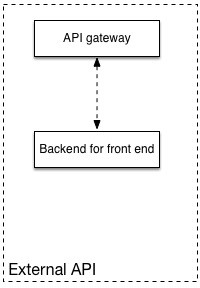 API gateway
Backend for front end
External API